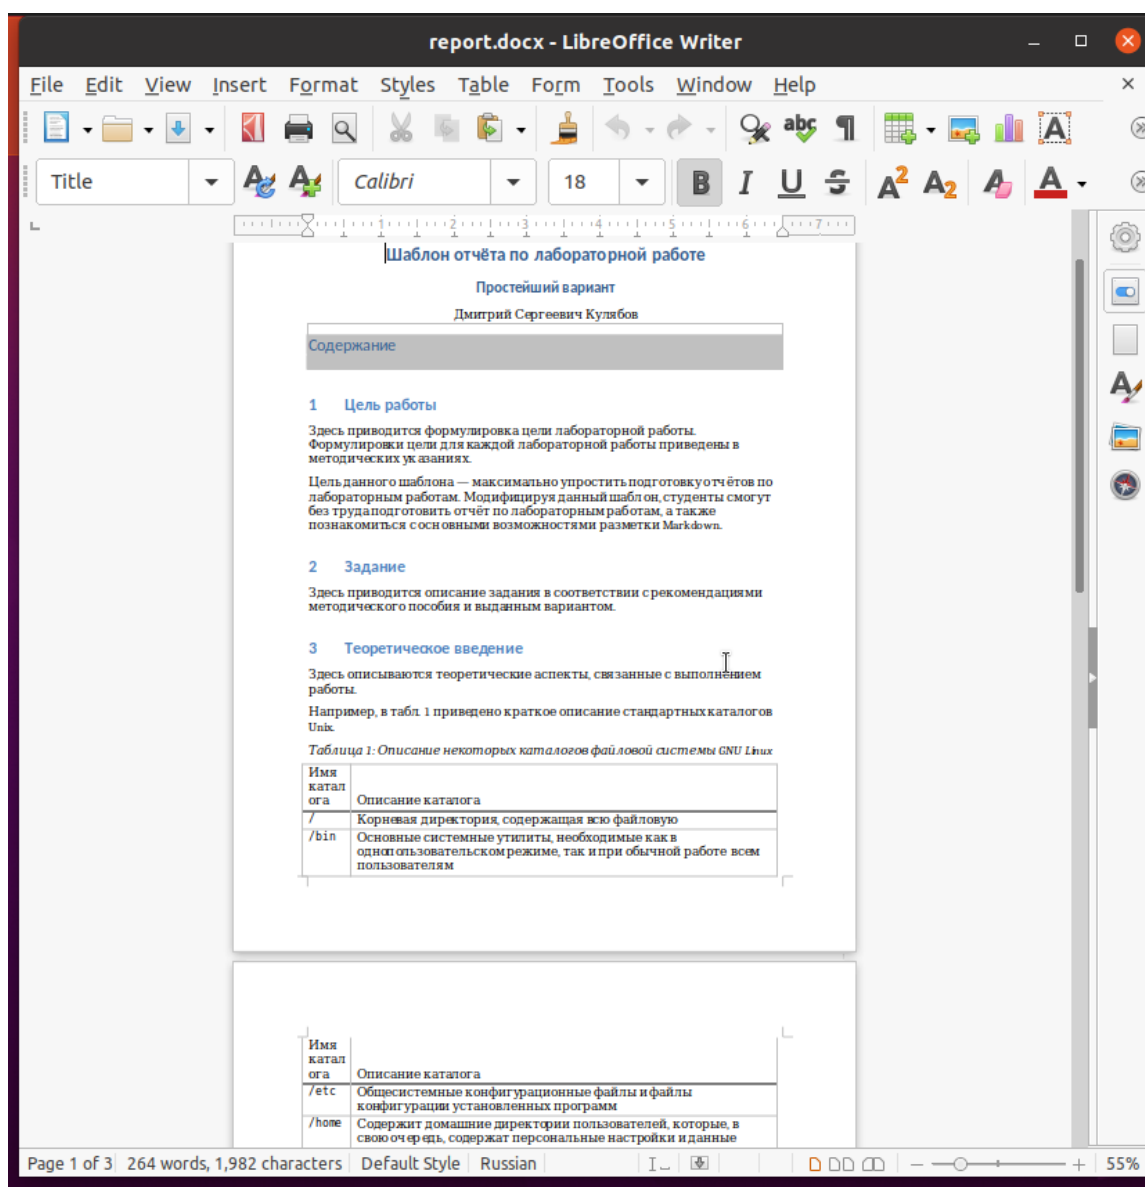 report.docx - LibreOffice Writer
File Edit View Insert Format Styles Table Form Tools Window Help
Title Calibri 18
Шаблон отчёта по лабораторной работе
Простейший вариант
Дмитрий Сергеевич Кулябов
Содержание
1 Цель работы
Здесь приводится формулировка цели лабораторной работы.
Формулировки цели для каждой лабораторной работы приведены в
методических указаниях.
Цель данного шаблона — максимально упростить подготовку отчётов по
лабораторным работам. Модифицируя данный шаблон, студенты смогут
без труда подготовить отчёт по лабораторным работам, а также
познакомиться с основными возможностями разметки Markdown.
2 Задание
Здесь приводится описание задания в соответствии с рекомендациями
методического пособия и выданным вариантом.
3 Теоретическое введение
Здесь описываются теоретические аспекты, связанные с выполнением
работы.
Например, в табл. 1 приведено краткое описание стандартных каталогов
Unix.
Таблица 1: Описание некоторых каталогов файловой системы GNU Linux
Имя
катал
ога Описание каталога
/ Корневая директория, содержащая всю файловую
/bin Основные системные утилиты, необходимые как в
однопользовательском режиме, так и при обычной работе всем
пользователям
Имя
катал
ога Описание каталога
/etc Общесистемные конфигурационные файлы и файлы
конфигурации установленных программ
/home Содержит домашние директории пользователей, которые, в
свою очередь, содержат персональные настройки и данные
Page 1 of 3 264 words, 1,982 characters Default Style Russian 55%